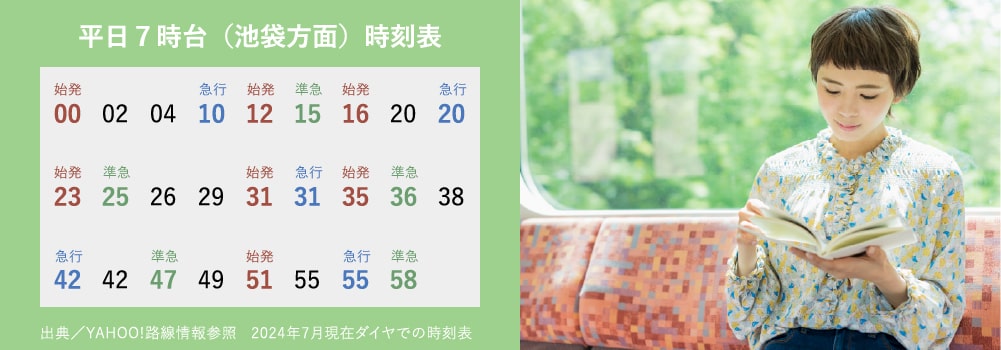 平日７時台（池袋方面）時刻表
始発 急行 始発 準急 始発 急行
00 02 04 10 12 15 16 20 20
始発 準急 始発 急行 始発 準急
23 25 26 29 31 31 35 36 38
急行 準急 始発 急行 準急
42 42 47 49 51 55 55 58
出典／YAHOO!路線情報参照　2024年7月現在ダイヤでの時刻表